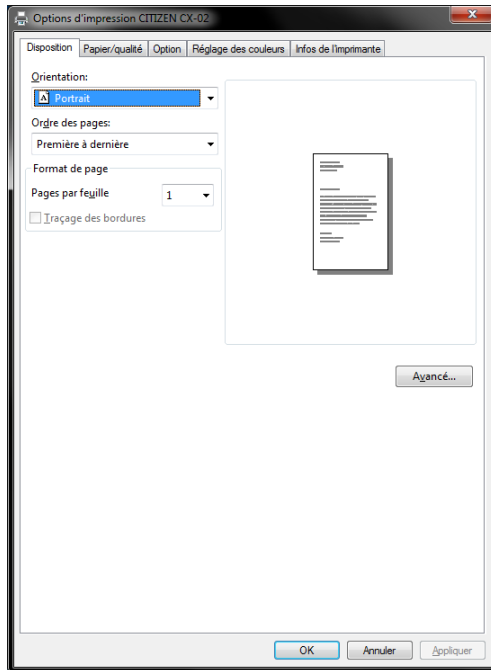 Options d'impression CITIZEN CX-02
Disposition Papier/qualité Option Réglage des couleurs Infos de l'imprimante
Orientation:
Portrait
Ordre des pages:
Première à dernière
Format de page
Pages par feuille 1
Traçage des bordures
Avancé...
OK Annuler Appliquer